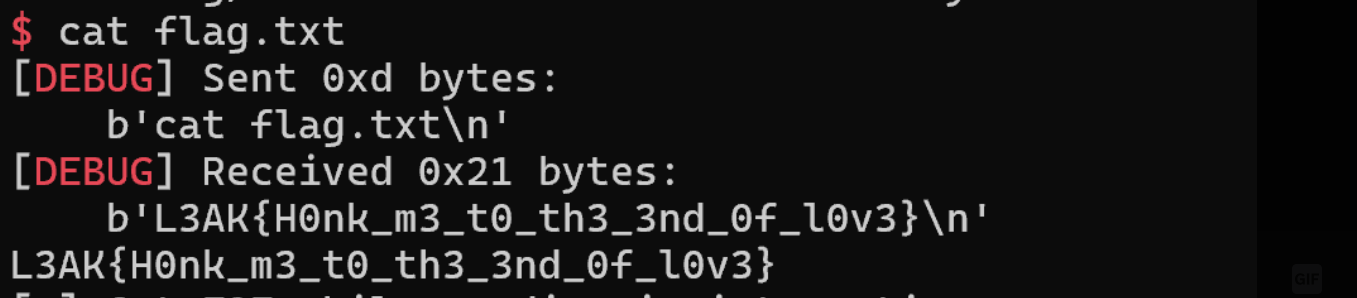 $ cat flag.txt
[DEBUG] Sent 0xd bytes:
b'cat flag.txt\n'
[DEBUG] Received 0x21 bytes:
b'L3AK{H0nk_m3_t0_th3_3nd_0f_l0v3}\n'
L3AK{H0nk_m3_t0_th3_3nd_0f_l0v3}
GIF